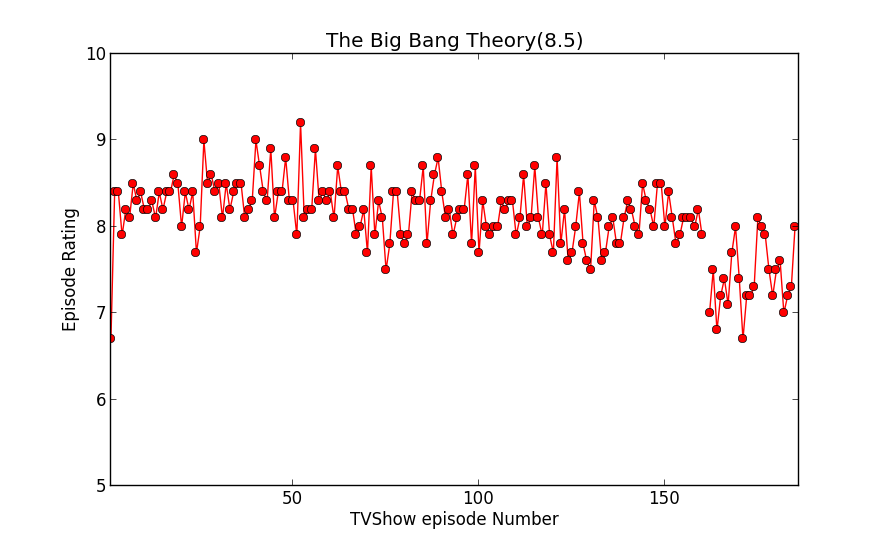 The Big Bang Theory(8.5)
10
9
8
7
6
5
Episode Rating
50 100 150
TVShow episode Number